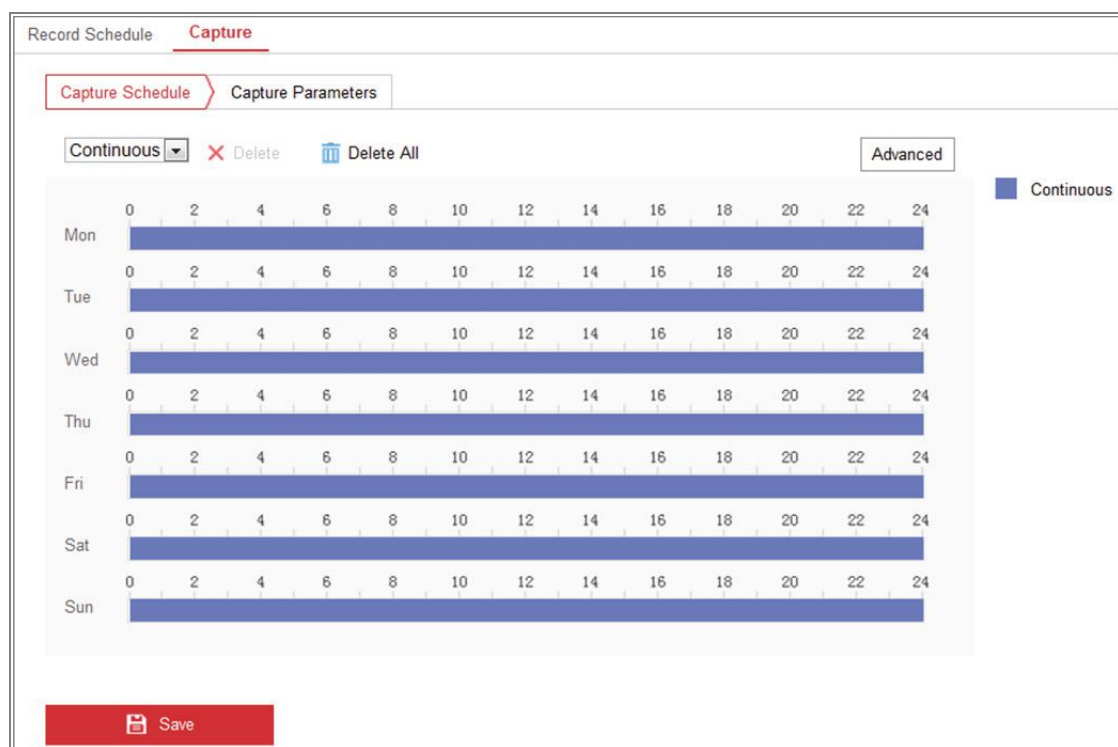 Record Schedule Capture
Capture Schedule Capture Parameters
Continuous Delete Delete All Advanced
Continuous
0 2 4 6 8 10 12 14 16 18 20 22 24
Mon
0 2 4 6 8 10 12 14 16 18 20 22 24
Tue
0 2 4 6 8 10 12 14 16 18 20 22 24
Wed
0 2 4 6 8 10 12 14 16 18 20 22 24
Thu
0 2 4 6 8 10 12 14 16 18 20 22 24
Fri
0 2 4 6 8 10 12 14 16 18 20 22 24
Sat
0 2 4 6 8 10 12 14 16 18 20 22 24
Sun
Save